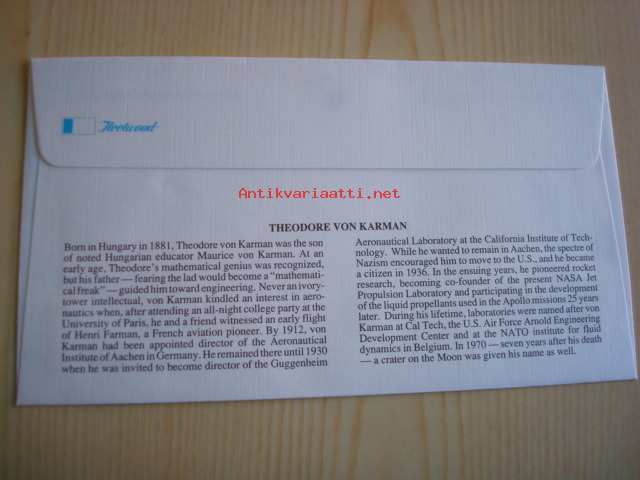 Fleetwood
Antikvariaatti.net
THEODORE VON KARMAN
Born in Hungary in 1881, Theodore von Karman was the son
of noted Hungarian educator Maurice von Karman. At an
early age, Theodore's mathematical genius was recognized,
but his father — fearing the lad would become a "mathemati-
cal freak" — guided him toward engineering. Never an ivory-
tower intellectual, von Karman kindled an interest in aero-
nautics when, after attending an all-night college party at the
University of Paris, he and a friend witnessed an early flight
of Henri Farman, a French aviation pioneer. By 1912, von
Karman had been appointed director of the Aeronautical
Institute of Aachen in Germany. He remained there until 1930
when he was invited to become director of the Guggenheim
Aeronautical Laboratory at the California Institute of Tech-
nology. While he wanted to remain in Aachen, the spectre of
Nazism encouraged him to move to the U.S., and he became
a citizen in 1936. In the ensuing years, he pioneered rocket
research, becoming co-founder of the present NASA Jet
Propulsion Laboratory and participating in the development
of the liquid propellants used in the Apollo missions 25 years
later. During his lifetime, laboratories were named after von
Karman at Cal Tech, the U.S. Air Force Arnold Engineering
Development Center and at the NATO institute for fluid
dynamics in Belgium. In 1970 — seven years after his death
— a crater on the Moon was given his name as well.